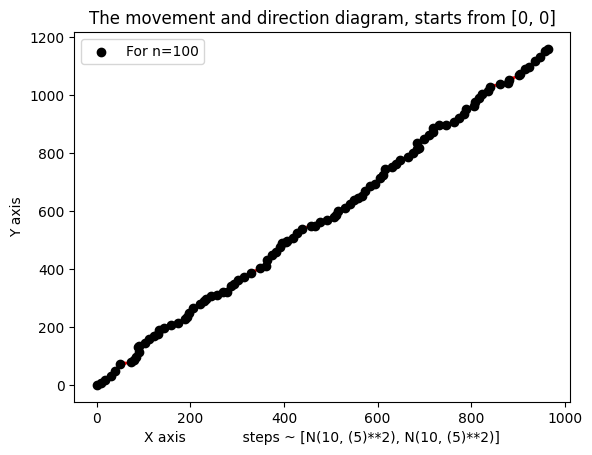 The movement and direction diagram, starts from [0, 0]
For n=100
1200
1000
800
600
400
200
0
Y axis
0 200 400 600 800 1000
X axis steps ~ [N(10, (5)**2), N(10, (5)**2)]